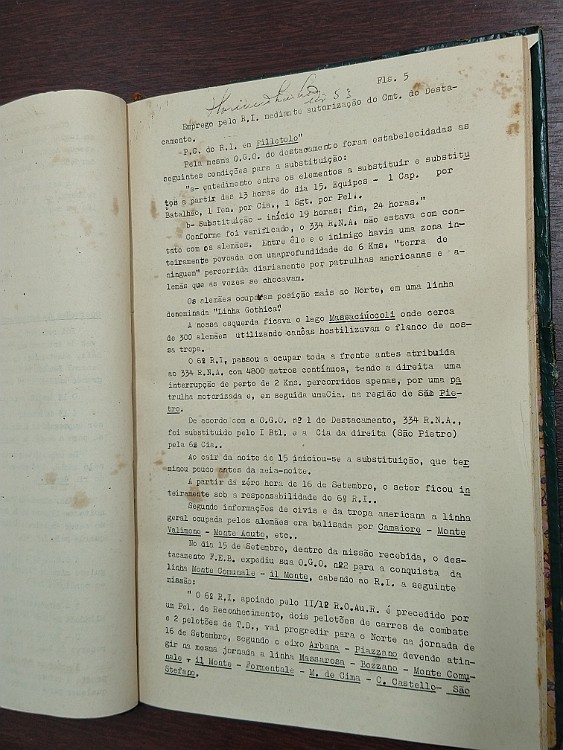 Fls. 5
Emprego pelo R.I. mediante autorização do Cmt. do Desta-
camento.
P.C. do R.I. em Filletole"
Pela mesma O.G.O. do destacamento foram estabelecidadas as
seguintes condições para a substituição:
"a- entedimento entre os elementos a substituir e substitu
tos a partir das 13 horas do dia 15. Equipes - 1 Cap. por
Batalhão, 1 Ten. por Cia., 1 Sgt. por Pel..
b- Substituição - início 19 horas; fim, 24 horas."
Conforme foi verificado, o 334 R.N.A. não estava com con-
tato com os alemães. Entre êle e o inimigo havia uma zona in-
teiramente povoada com umaprofundidade de 6 Kms. "terra de
ninguem" percorrida diariamente por patrulhas americanas e a-
lemãs que as vezes se chocavam.
Os alemães ocupavam posição mais ao Norte, em uma linha
denominada "Linha Gothica".
A nossa esquerda ficava o lago Massaciúocoli onde cerca
de 300 alemães utilizando canôas hostilizavam o flanco de nos-
sa tropa.
O 6º R.I, passou a ocupar toda a frente antes atribuida
ao 334 R.N.A. com 4800 metros contínuos, tendo a direita uma
interrupção de perto de 2 Kms. percorridos apenas, por uma pa
trulha motorizada e, em seguida umaCia. na região de São Pie-
tro.
De acordo com a O.G.O. nº 1 do Destacamento, 334 R.N.A.,
foi substituido pelo I Btl. e a Cia da direita (São Pietro)
pela 6ª Cia..
Ao cair da noite de 15 iniciou-se a substituição, que ter
minou pouco antes da meia-noite.
A partir da zéro hora de 16 de Setembro, o setor ficou in
teiramente sob a responsabilidade do 6º R.I..
Segundo informações de civis e da tropa americana a linha
geral ocupada pelos alemães era balisada por Camaiore - Monte
Valimono - Monte Acuto, etc..
No dia 15 de Setembro, dentro da missão recebida, o des-
tacamento F.E.B. expediu sua O.G.O. nº2 para a conquista da
linha Monte Comunale - il Monte, cabendo ao R.I. a seguinte
missão:
" O 6º R.I, apoiado pelo II/1º R.O.Au.R. é precedido por
um Pel. de Reconhecimento, dois pelotões de carros de combate
e 2 pelotões de T.D., vai progredir para o Norte na jornada de
16 de Setembro, segundo o eixo Arbana - Piazzano devendo atin-
gir na mesma jornada a linha Massarosa - Bozzano - Monte Comu-
nale - il Monte - Formentale - M. de Cima - C. Castello- São
Stefano.